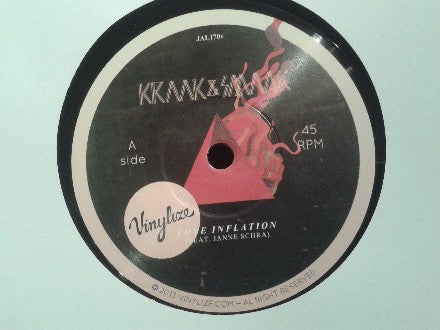 JAL170v
KRAAK & SMAAK
A
side
45
RPM
Vinylize
LOVE INFLATION
(FEAT. JANNE SCHRA)
© 2013 VINYLIZE.COM - ALL RIGHT RESERVED